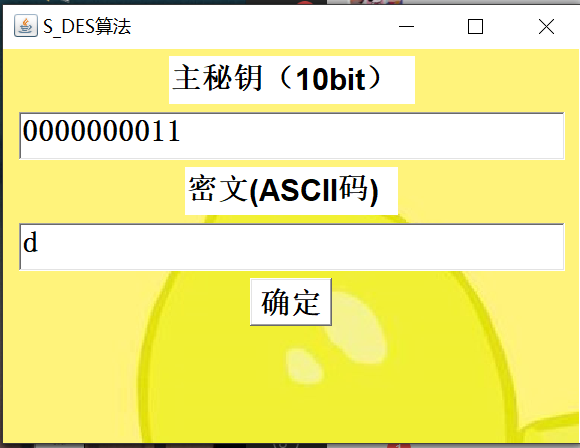 S_DES算法
主秘钥（10bit）
0000000011
密文(ASCII码)
d
确定